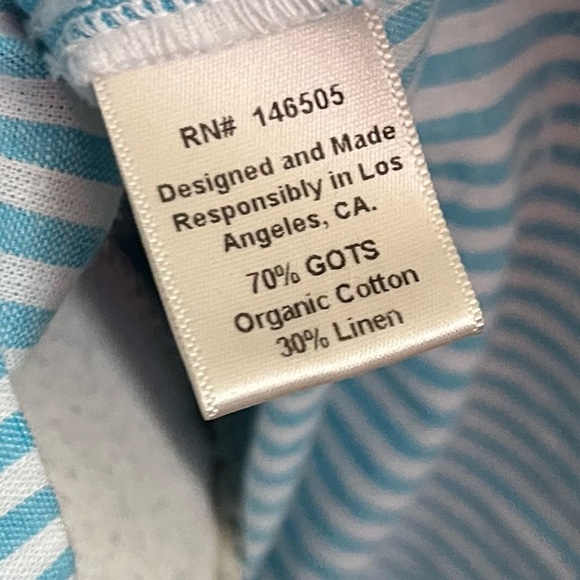 RN# 146505
Designed and Made
Responsibly in Los
Angeles, CA.
70% GOTS
Organic Cotton
30% Linen